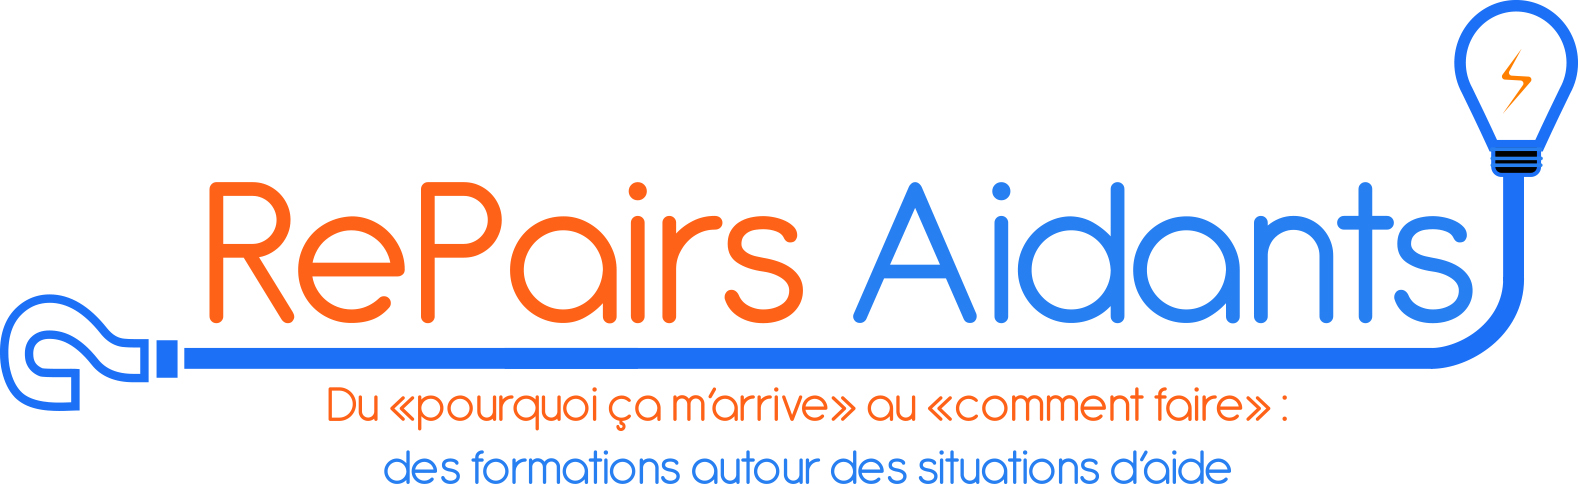 RePairs Aidants
Du «pourquoi ça m'arrive» au «comment faire» :
des formations autour des situations d'aide